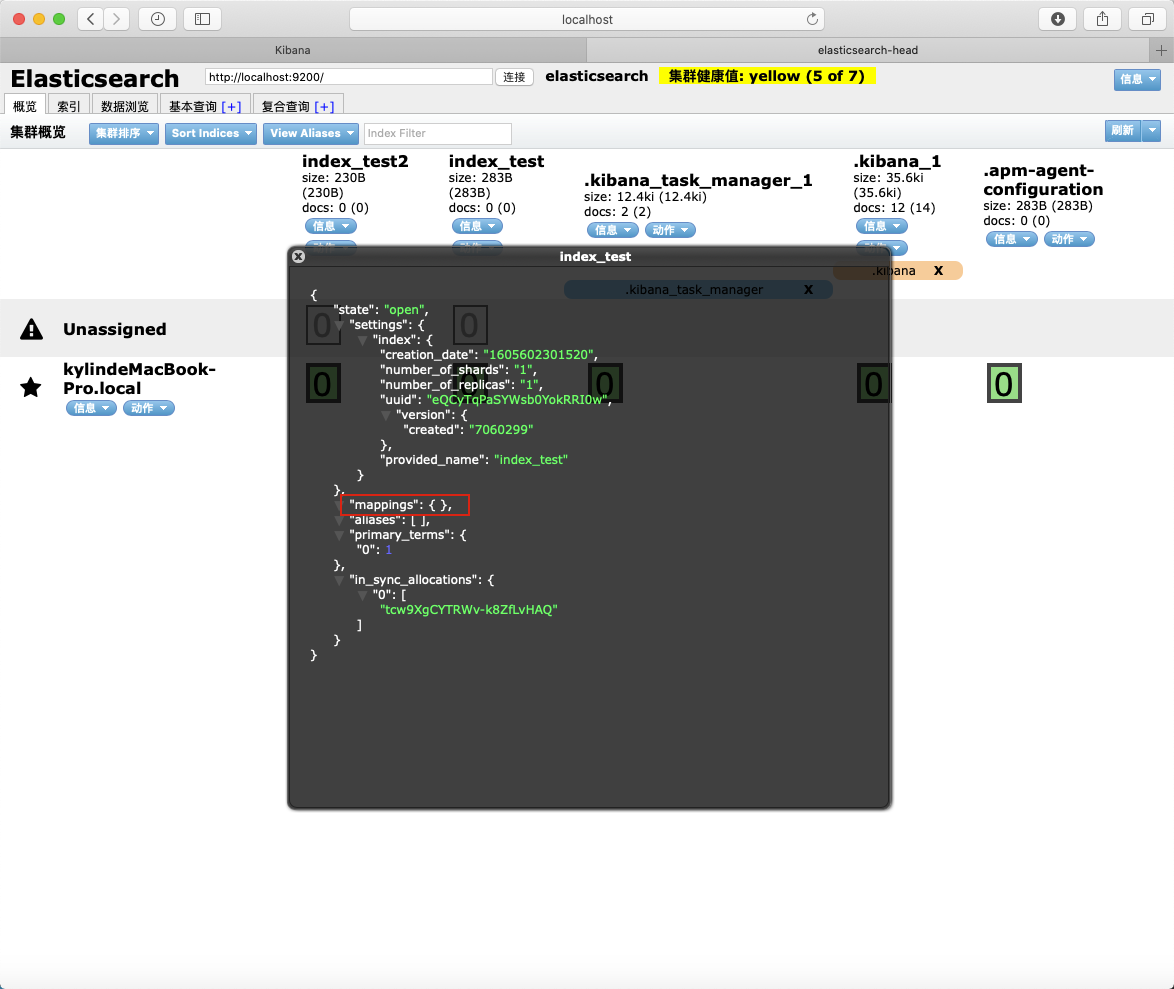 localhost
Kibana
elasticsearch-head
Elasticsearch
http://localhost:9200/
连接
elasticsearch
集群健康值: yellow (5 of 7)
信息
概览
索引
数据浏览
基本查询 [+]
复合查询 [+]
集群概览
集群排序
Sort Indices
View Aliases
Index Filter
刷新
index_test2
size: 230B
(230B)
docs: 0 (0)
信息
动作
index_test
size: 283B
(283B)
docs: 0 (0)
信息
动作
.kibana_task_manager_1
size: 12.4ki (12.4ki)
docs: 2 (2)
信息
动作
.kibana_1
size: 35.6ki
(35.6ki)
docs: 12 (14)
信息
动作
.apm-agent-
configuration
size: 283B (283B)
docs: 0 (0)
信息
动作
.kibana X
.kibana_task_manager X
Unassigned
0
0
kylindeMacBook-
Pro.local
信息
动作
0
0
0
0
0
index_test
{
"state": "open",
"settings": {
"index": {
"creation_date": "1605602301520",
"number_of_shards": "1",
"number_of_replicas": "1",
"uuid": "eQCyTqPaSYWsb0YokRRI0w",
"version": {
"created": "7060299"
},
"provided_name": "index_test"
}
},
"mappings": { },
"aliases": [ ],
"primary_terms": {
"0": 1
},
"in_sync_allocations": {
"0": [
"tcw9XgCYTRWv-k8ZfLvHAQ"
]
}
}